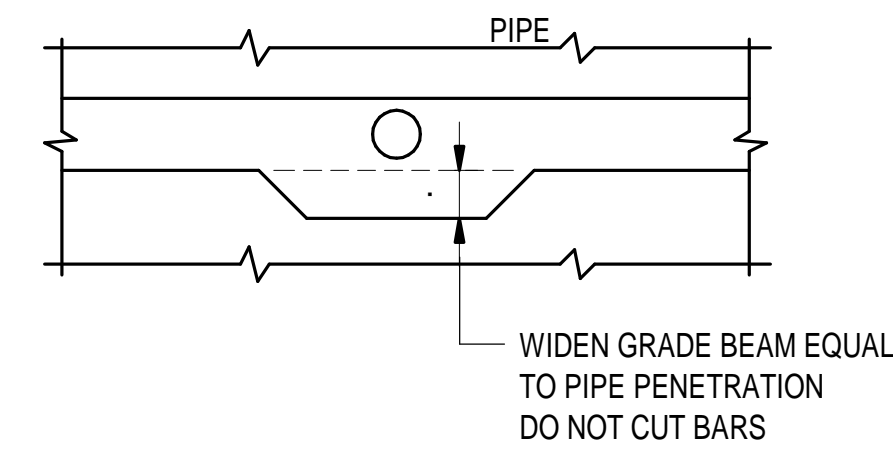 PIPE
WIDEN GRADE BEAM EQUAL
TO PIPE PENETRATION
DO NOT CUT BARS